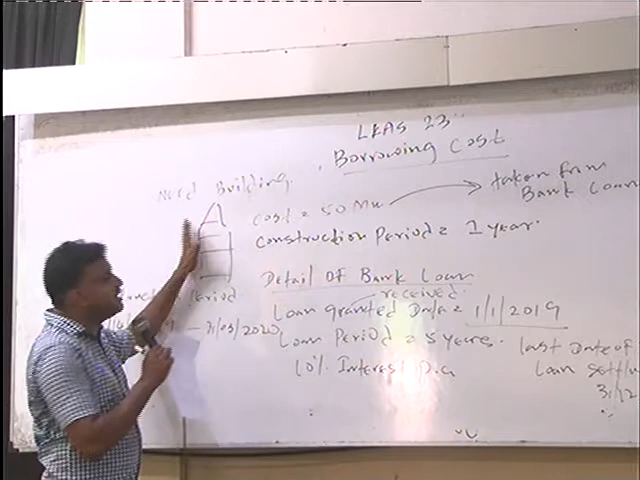 LKAS 23
Borrowing Cost
Building
Cost = 50 Mn
taken from
Bank Loan
Construction Period = 1 year.
Detail OF Bank Loan
received
Loan granted Date = 1/1/2019
Period
31/03/2020
Loan Period = 5 years.
last Date of
Loan
10% Interest p.a